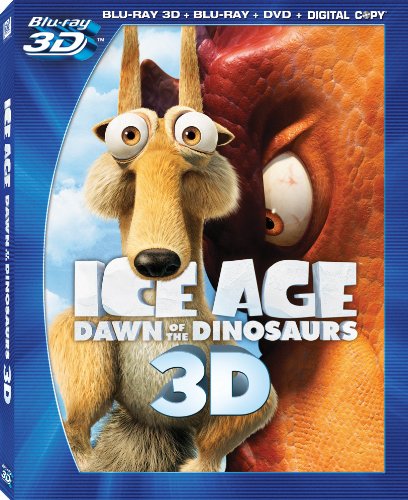 Blu-ray 3D
BLU-RAY 3D + BLU-RAY + DVD + DIGITAL COPY
ICE AGE
DAWN OF THE DINOSAURS
3D
ICE AGE DAWN OF THE DINOSAURS 3D